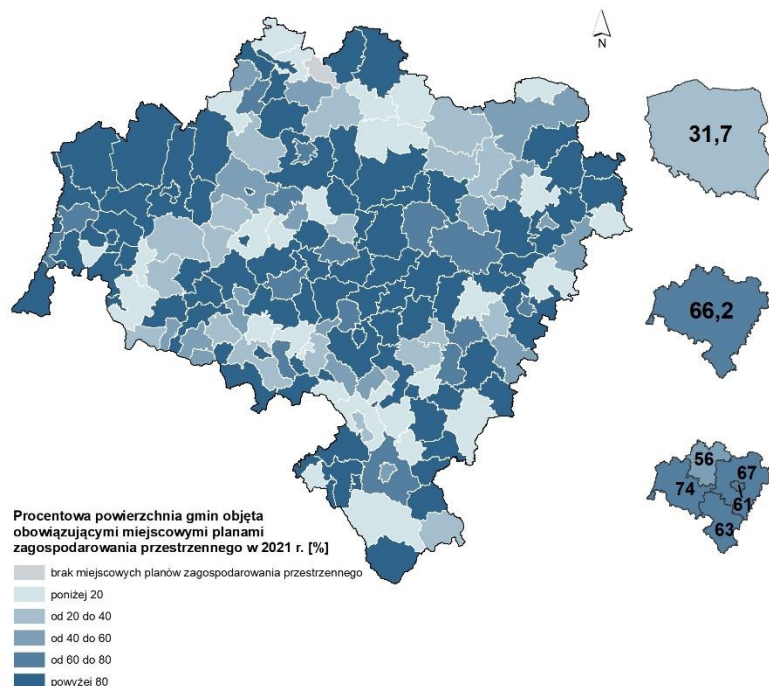 N
31,7
66,2
56
67
74
61
63
Procentowa powierzchnia gmin objęta
obowiązującymi miejscowymi planami
zagospodarowania przestrzennego w 2021 r. [%]
brak miejscowych planów zagospodarowania przestrzennego
poniżej 20
od 20 do 40
od 40 do 60
od 60 do 80
powyżej 80